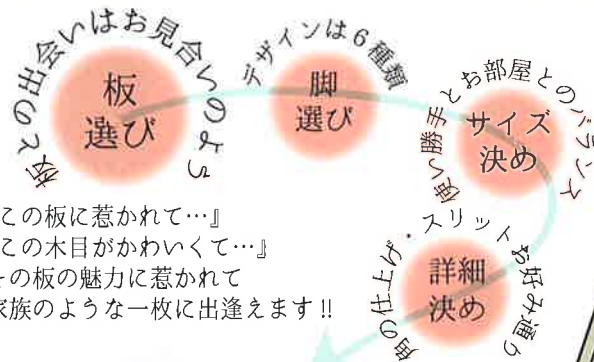 板との出会いはお見合いのよう
板
選び
デザインは6種類
脚
選び
使い勝手とお部屋とのバランス
サイズ
決め
この板に惹かれて…』
この木目がかわいくて…』
の板の魅力に惹かれて
家族のような一枚に出逢えます!!
角の仕上げ・スリットお好み通り
詳細
決め